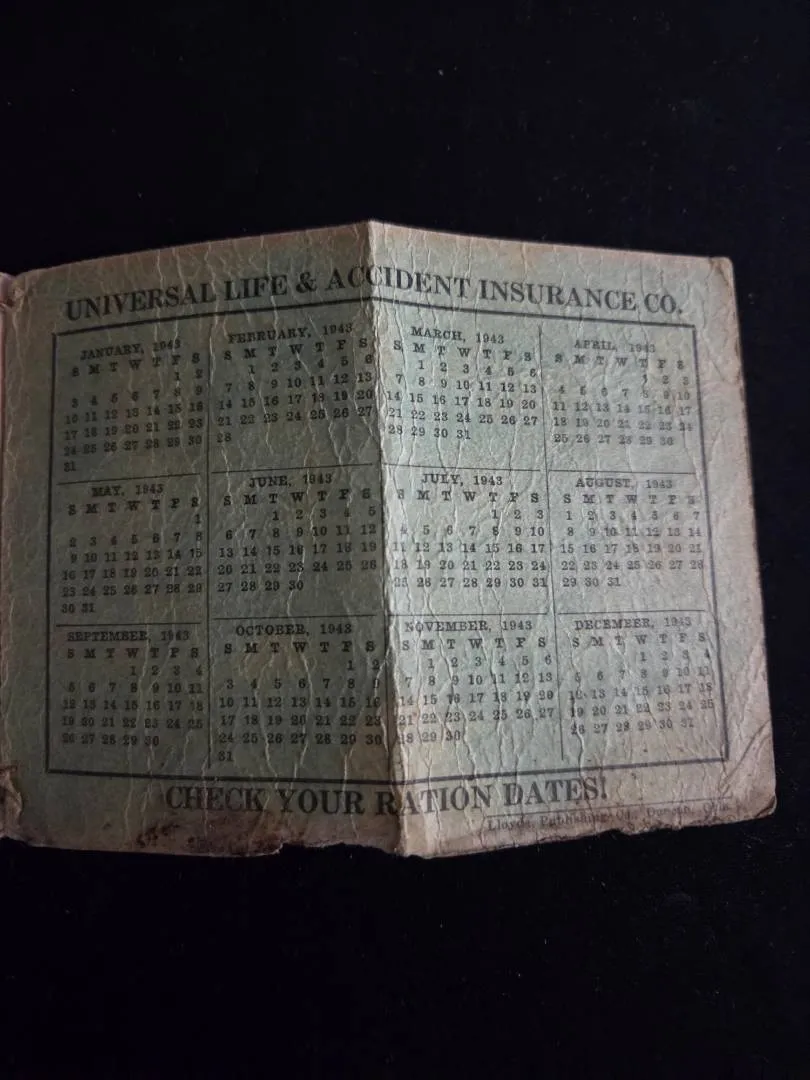 UNIVERSAL LIFE & ACCIDENT INSURANCE CO.
JANUARY, 1943
S M T W T F S
1 2
3 4 5 6 7 8 9
10 11 12 13 14 15 16
17 18 19 20 21 22 23
24 25 26 27 28 29 30
31
FEBRUARY, 1943
S M T W T F S
1 2 3 4 5 6
7 8 9 10 11 12 13
14 15 16 17 18 19 20
21 22 23 24 25 26 27
28
MARCH, 1943
S M T W T F S
1 2 3 4 5 6
7 8 9 10 11 12 13
14 15 16 17 18 19 20
21 22 23 24 25 26 27
28 29 30 31
APRIL, 1943
S M T W T F S
1 2 3
4 5 6 7 8 9 10
11 12 13 14 15 16 17
18 19 20 21 22 23 24
25 26 27 28 29 30
MAY, 1943
S M T W T F S
1
2 3 4 5 6 7 8
9 10 11 12 13 14 15
16 17 18 19 20 21 22
23 24 25 26 27 28 29
30 31
JUNE, 1943
S M T W T F S
1 2 3 4 5
6 7 8 9 10 11 12
13 14 15 16 17 18 19
20 21 22 23 24 25 26
27 28 29 30
JULY, 1943
S M T W T F S
1 2 3
4 5 6 7 8 9 10
11 12 13 14 15 16 17
18 19 20 21 22 23 24
25 26 27 28 29 30 31
AUGUST, 1943
S M T W T F S
1 2 3 4 5 6 7
8 9 10 11 12 13 14
15 16 17 18 19 20 21
22 23 24 25 26 27 28
29 30 31
SEPTEMBER, 1943
S M T W T F S
1 2 3 4
5 6 7 8 9 10 11
12 13 14 15 16 17 18
19 20 21 22 23 24 25
26 27 28 29 30
OCTOBER, 1943
S M T W T F S
1 2
3 4 5 6 7 8 9
10 11 12 13 14 15 16
17 18 19 20 21 22 23
24 25 26 27 28 29 30
31
NOVEMBER, 1943
S M T W T F S
1 2 3 4 5 6
7 8 9 10 11 12 13
14 15 16 17 18 19 20
21 22 23 24 25 26 27
28 29 30
DECEMBER, 1943
S M T W T F S
1 2 3 4
5 6 7 8 9 10 11
12 13 14 15 16 17 18
19 20 21 22 23 24 25
26 27 28 29 30 31
CHECK YOUR RATION DATES!
Lloyds Publishing